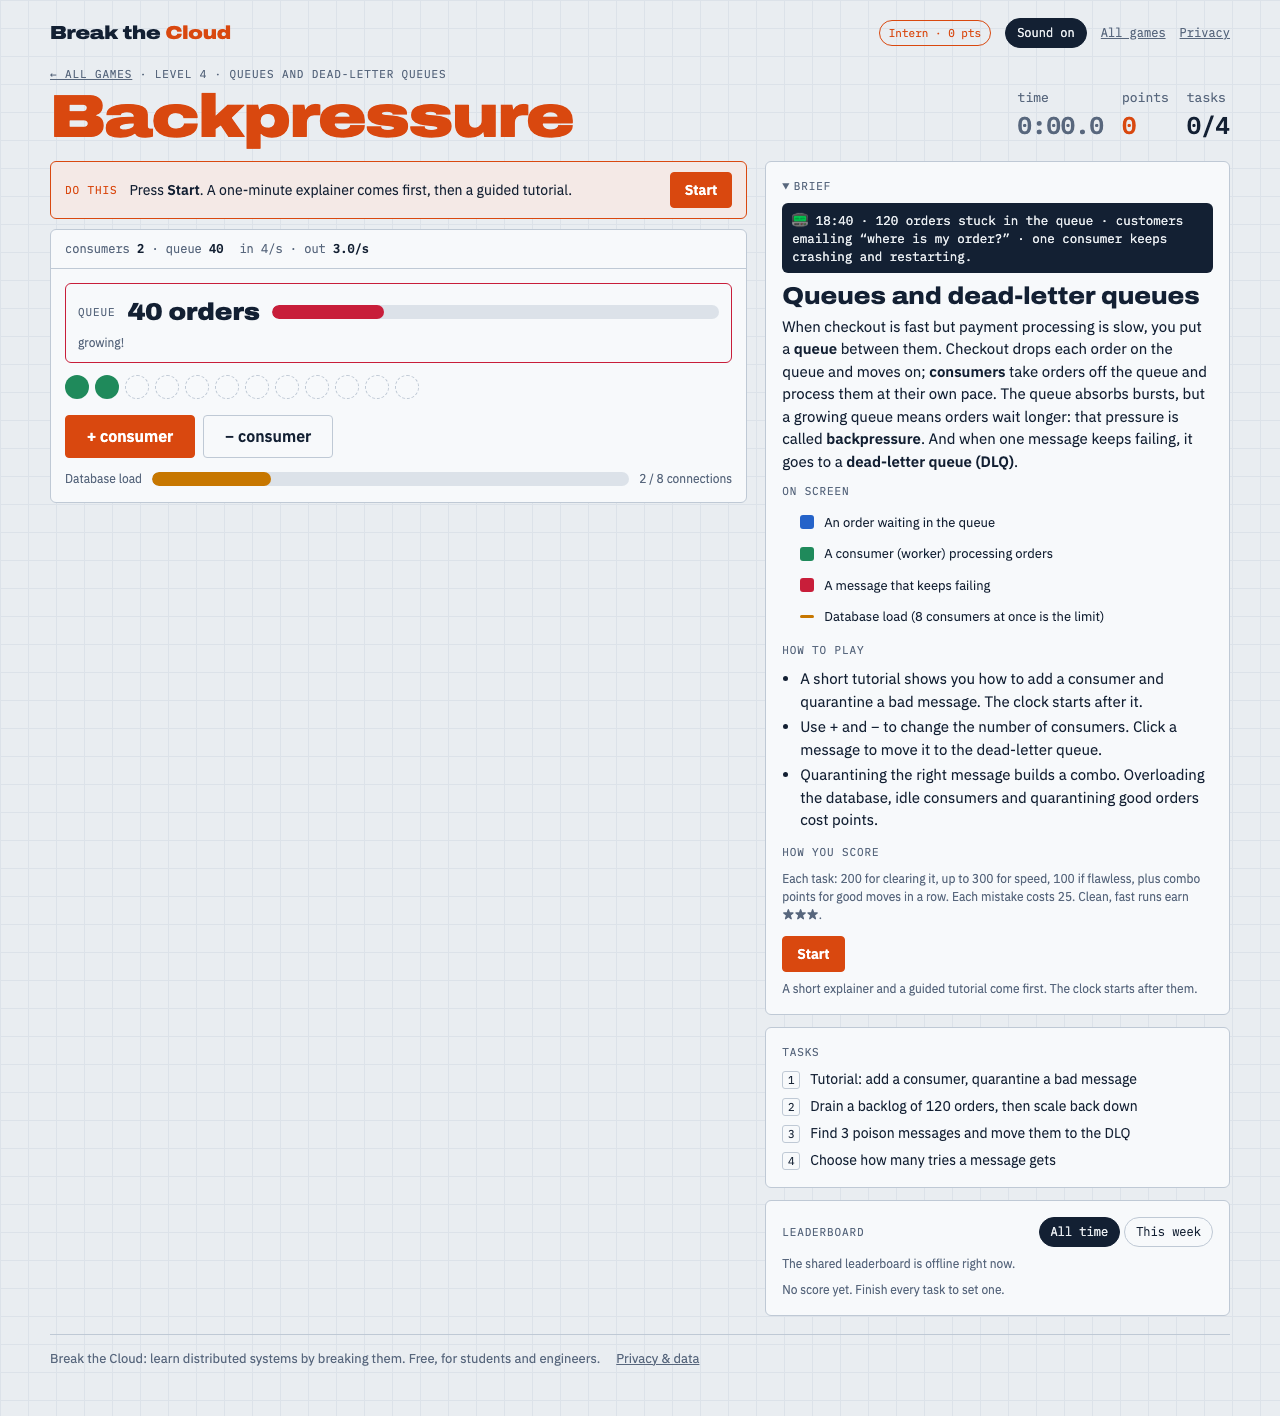 Break the Cloud
Intern · 0 pts
Sound on
All games
Privacy
← ALL GAMES · LEVEL 4 · QUEUES AND DEAD-LETTER QUEUES
Backpressure
time
points
tasks
0:00.0
0
0/4
DO THIS Press Start. A one-minute explainer comes first, then a guided tutorial.
Start
consumers 2 · queue 40 in 4/s · out 3.0/s
QUEUE 40 orders
growing!
+ consumer
− consumer
Database load
2 / 8 connections
▼ BRIEF
18:40 · 120 orders stuck in the queue · customers
emailing “where is my order?” · one consumer keeps
crashing and restarting.
Queues and dead-letter queues
When checkout is fast but payment processing is slow, you put
a queue between them. Checkout drops each order on the
queue and moves on; consumers take orders off the queue and
process them at their own pace. The queue absorbs bursts, but
a growing queue means orders wait longer: that pressure is
called backpressure. And when one message keeps failing, it
goes to a dead-letter queue (DLQ).
ON SCREEN
An order waiting in the queue
A consumer (worker) processing orders
A message that keeps failing
Database load (8 consumers at once is the limit)
HOW TO PLAY
• A short tutorial shows you how to add a consumer and
quarantine a bad message. The clock starts after it.
• Use + and − to change the number of consumers. Click a
message to move it to the dead-letter queue.
• Quarantining the right message builds a combo. Overloading
the database, idle consumers and quarantining good orders
cost points.
HOW YOU SCORE
Each task: 200 for clearing it, up to 300 for speed, 100 if flawless, plus combo
points for good moves in a row. Each mistake costs 25. Clean, fast runs earn
★★★.
Start
A short explainer and a guided tutorial come first. The clock starts after them.
TASKS
1 Tutorial: add a consumer, quarantine a bad message
2 Drain a backlog of 120 orders, then scale back down
3 Find 3 poison messages and move them to the DLQ
4 Choose how many tries a message gets
LEADERBOARD
All time
This week
The shared leaderboard is offline right now.
No score yet. Finish every task to set one.
Break the Cloud: learn distributed systems by breaking them. Free, for students and engineers.
Privacy & data